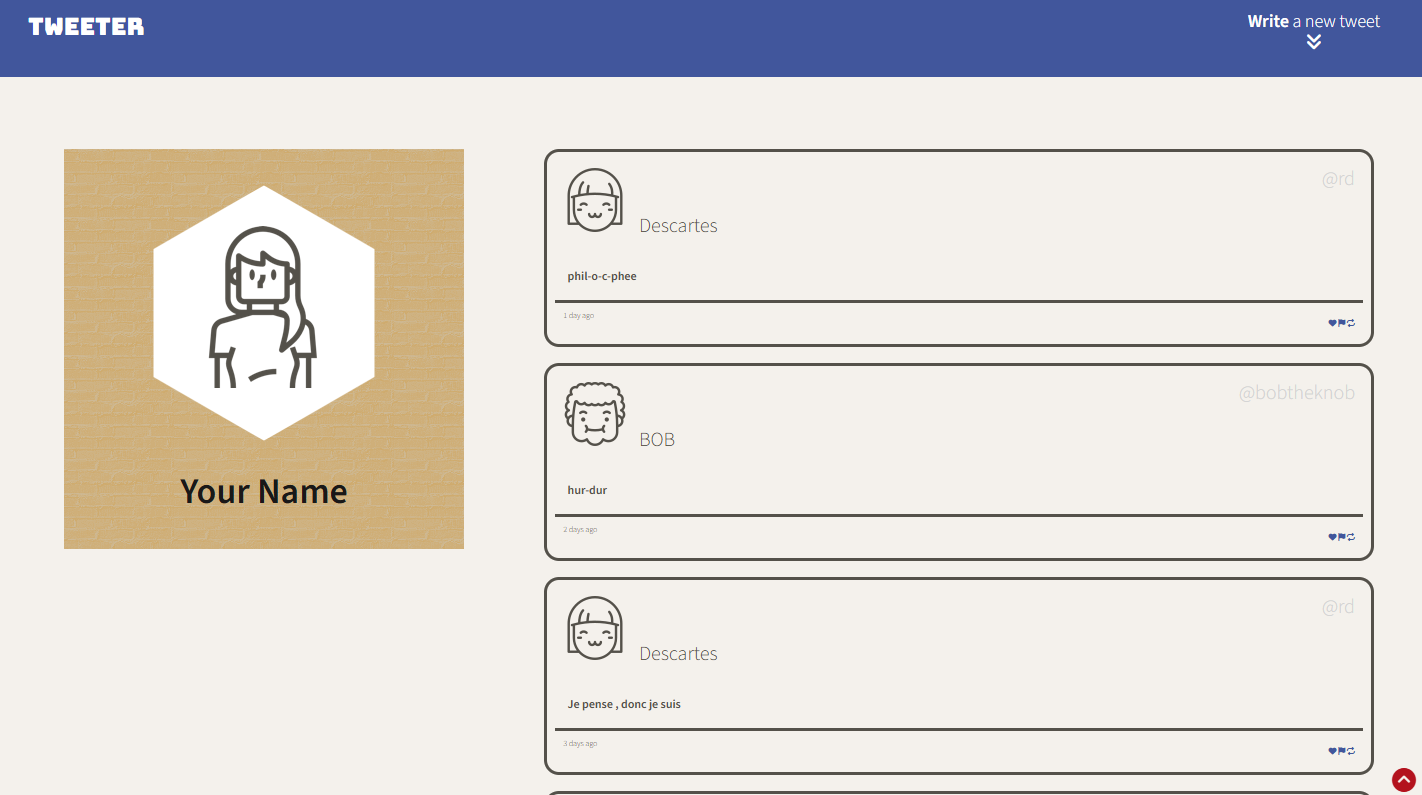 TWEETER
Write a new tweet
Your Name
@rd
Descartes
phil-o-c-phee
1 day ago
@bobtheknob
BOB
hur-dur
2 days ago
@rd
Descartes
Je pense , donc je suis
3 days ago